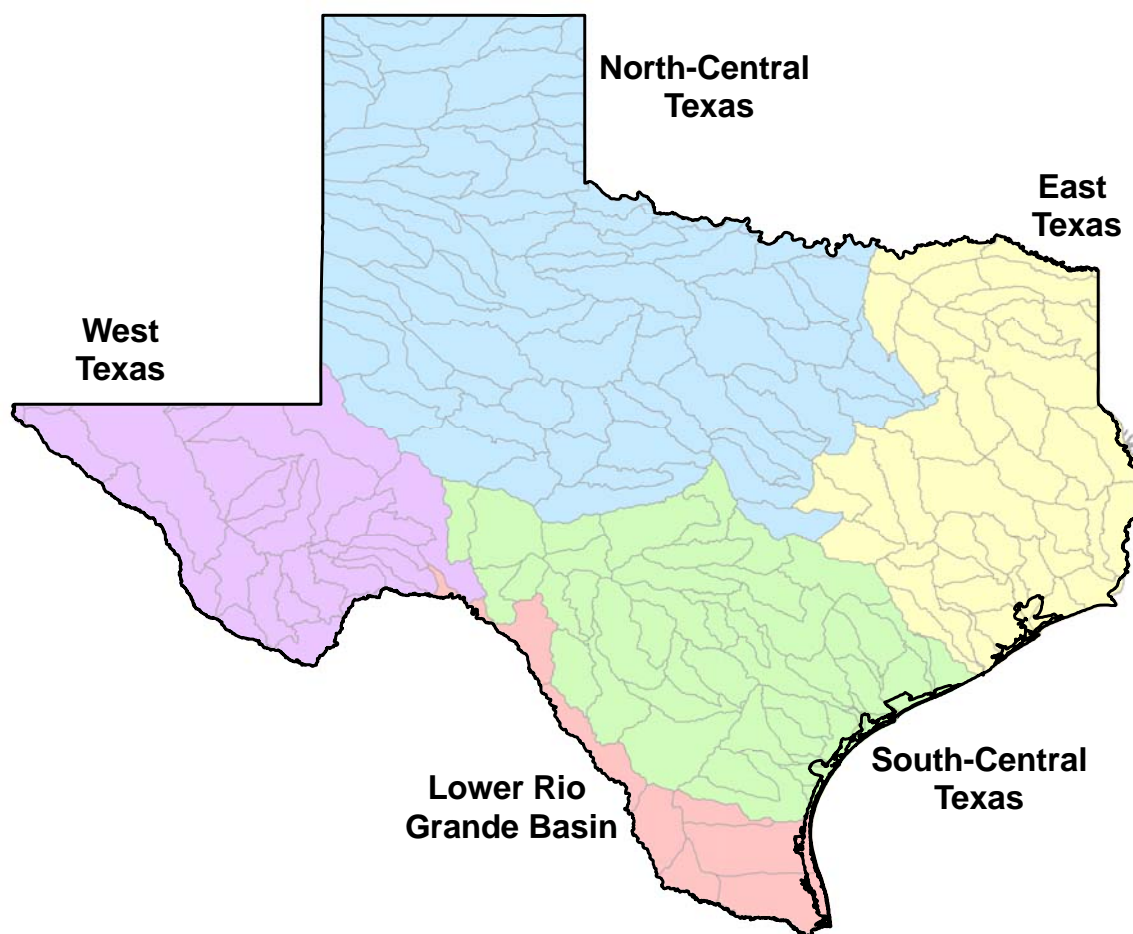 North-Central
Texas
East
Texas
West
Texas
South-Central
Texas
Lower Rio
Grande Basin